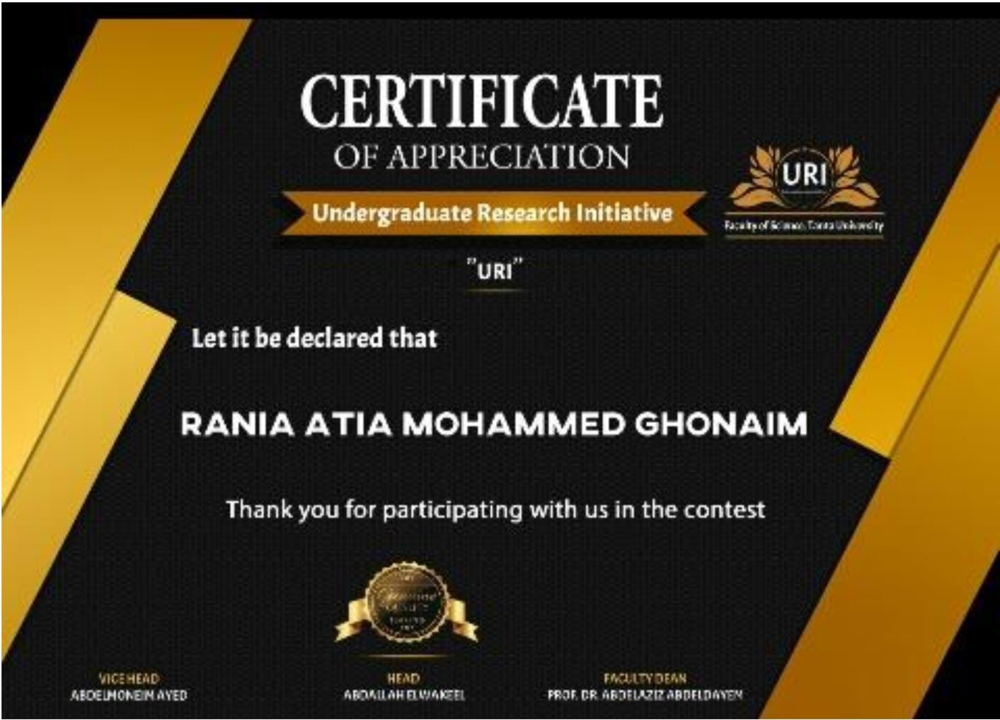 CERTIFICATE
OF APPRECIATION
Undergraduate Research Initiative
"URI"
URI
Faculty of Science, Tanta University
Let it be declared that
RANIA ATIA MOHAMMED GHONAIM
Thank you for participating with us in the contest
VICE HEAD
ABDELMONEIM AYED
HEAD
ABDALLAH ELWAKEEL
FACULTY DEAN
PROF. DR. ABDELAZIZ ABDELDAYEM